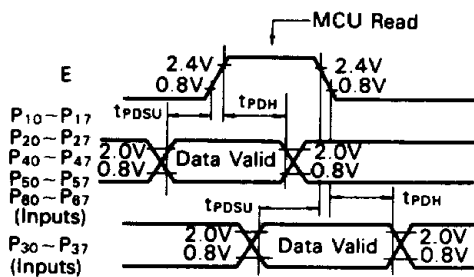 MCU Read
E
2.4V
0.8V
2.4V
0.8V
tPDSU
tPDH
P10~P17
P20~P27
P40~P47
P50~P57
P60~P67
(Inputs)
2.0V
0.8V
Data Valid
2.0V
0.8V
tPDSU
tPDH
P30~P37
(Inputs)
2.0V
0.8V
Data Valid
2.0V
0.8V